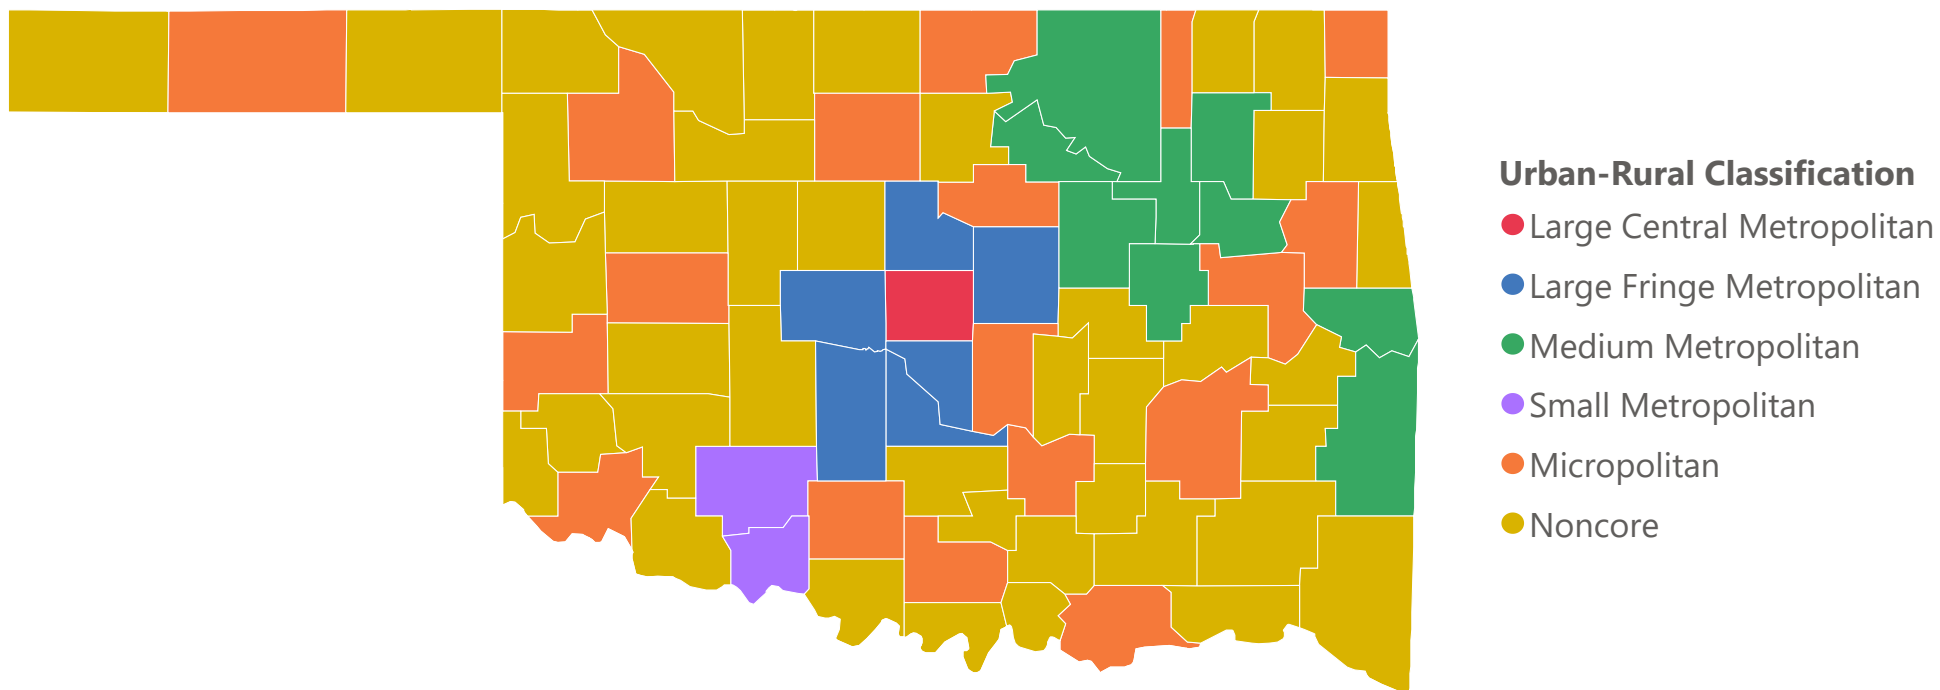 Urban-Rural Classification
Large Central Metropolitan
Large Fringe Metropolitan
Medium Metropolitan
Small Metropolitan
Micropolitan
Noncore